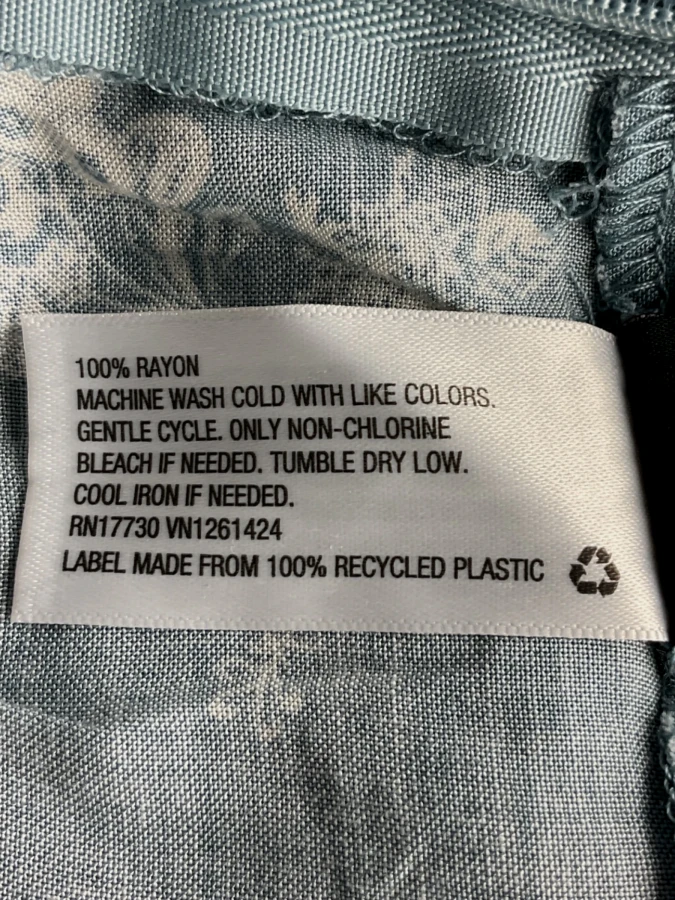 100% RAYON
MACHINE WASH COLD WITH LIKE COLORS.
GENTLE CYCLE. ONLY NON-CHLORINE
BLEACH IF NEEDED. TUMBLE DRY LOW.
COOL IRON IF NEEDED.
RN17730 VN1261424
LABEL MADE FROM 100% RECYCLED PLASTIC